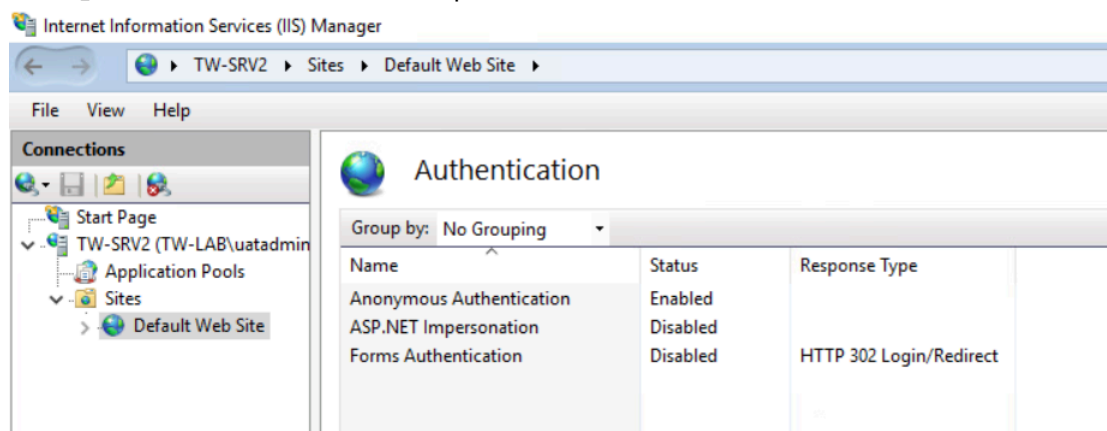 Internet Information Services (IIS) Manager
TW-SRV2 Sites Default Web Site
File View Help
Connections
Start Page
TW-SRV2 (TW-LAB\uatadmin
Application Pools
Sites
Default Web Site
Authentication
Group by: No Grouping
Name Status Response Type
Anonymous Authentication Enabled
ASP.NET Impersonation Disabled
Forms Authentication Disabled HTTP 302 Login/Redirect